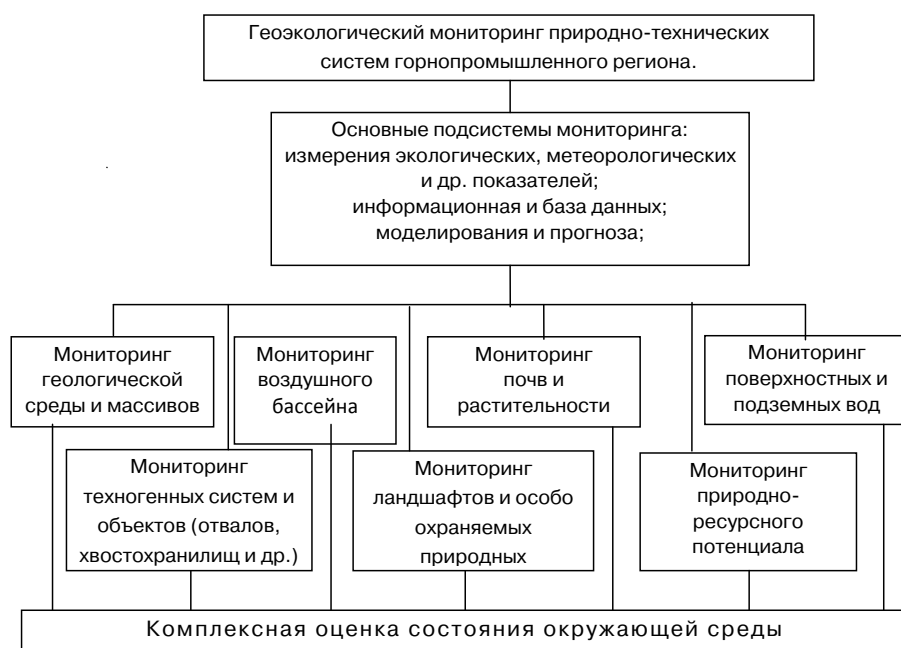 Геоэкологический мониторинг природно-технических
систем горнопромышленного региона.
Основные подсистемы мониторинга:
измерения экологических, метеорологических
и др. показателей;
информационная и база данных;
моделирования и прогноза;
Мониторинг
геологической
среды и массивов
Мониторинг
воздушного
бассейна
Мониторинг
почв и
растительности
Мониторинг
поверхностных и
подземных вод
Мониторинг
техногенных систем и
объектов (отвалов,
хвостохранилищ и др.)
Мониторинг
ландшафтов и особо
охраняемых
природных
Мониторинг
природно-
ресурсного
потенциала
Комплексная оценка состояния окружающей среды